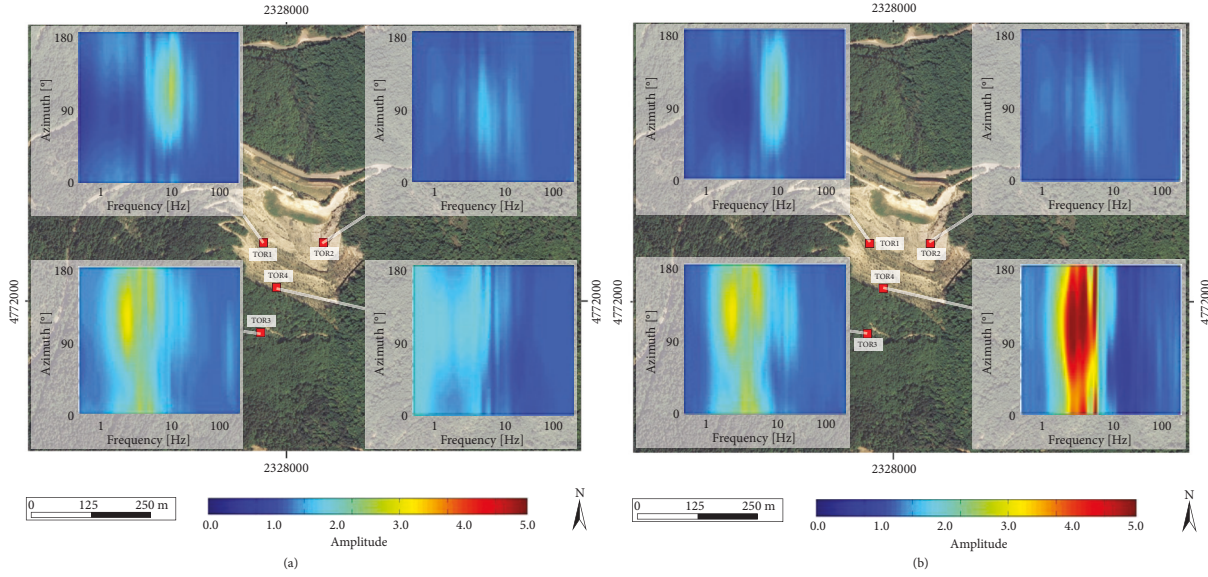 2328000
180
90
0
Azimuth [°]
1
10
100
Frequency [Hz]
180
90
0
Azimuth [°]
1
10
100
Frequency [Hz]
TOR1
TOR2
TOR4
TOR3
4772000
4772000
180
90
0
Azimuth [°]
1
10
100
Frequency [Hz]
180
90
0
Azimuth [°]
1
10
100
Frequency [Hz]
2328000
0
125
250 m
0.0
1.0
2.0
3.0
4.0
5.0
Amplitude
N
(a)
2328000
180
90
0
Azimuth [°]
1
10
100
Frequency [Hz]
180
90
0
Azimuth [°]
1
10
100
Frequency [Hz]
TOR1
TOR2
TOR4
TOR3
4772000
4772000
180
90
0
Azimuth [°]
1
10
100
Frequency [Hz]
180
90
0
Azimuth [°]
1
10
100
Frequency [Hz]
2328000
0
125
250 m
0.0
1.0
2.0
3.0
4.0
5.0
Amplitude
N
(b)